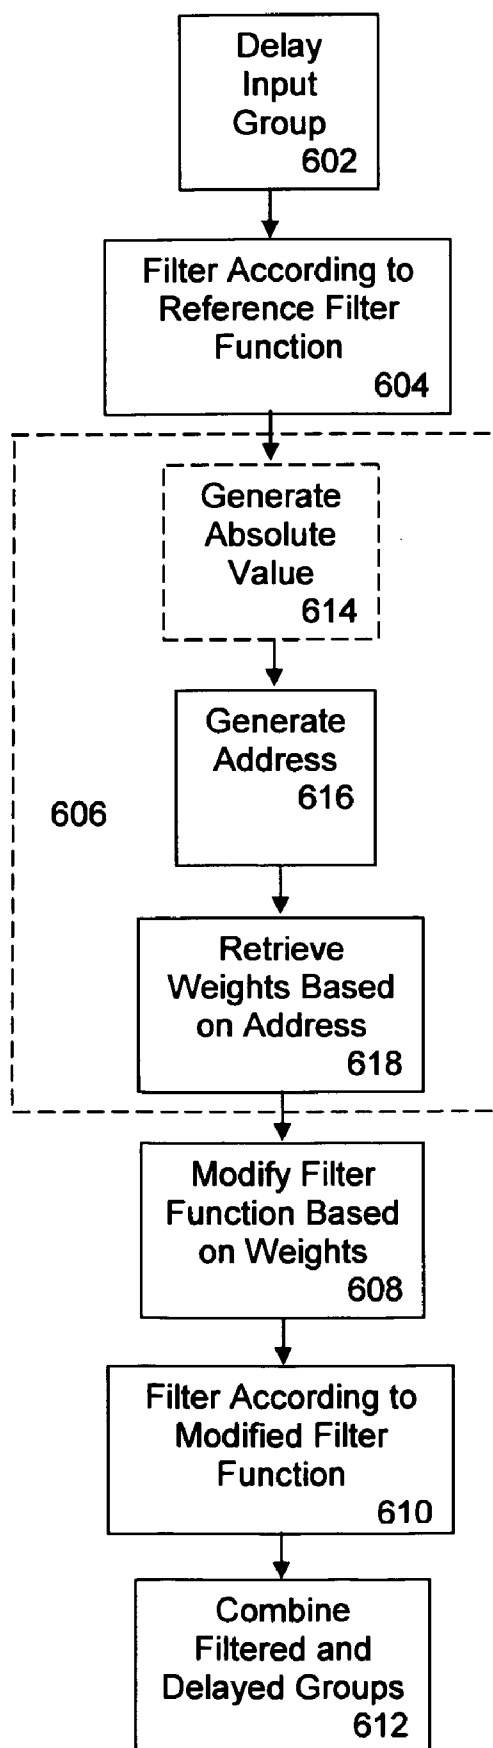 Delay
Input
Group
602
Filter According to
Reference Filter
Function
604
Generate
Absolute
Value
614
Generate
Address
616
606
Retrieve
Weights Based
on Address
618
Modify Filter
Function Based
on Weights
608
Filter According to
Modified Filter
Function
610
Combine
Filtered and
Delayed Groups
612